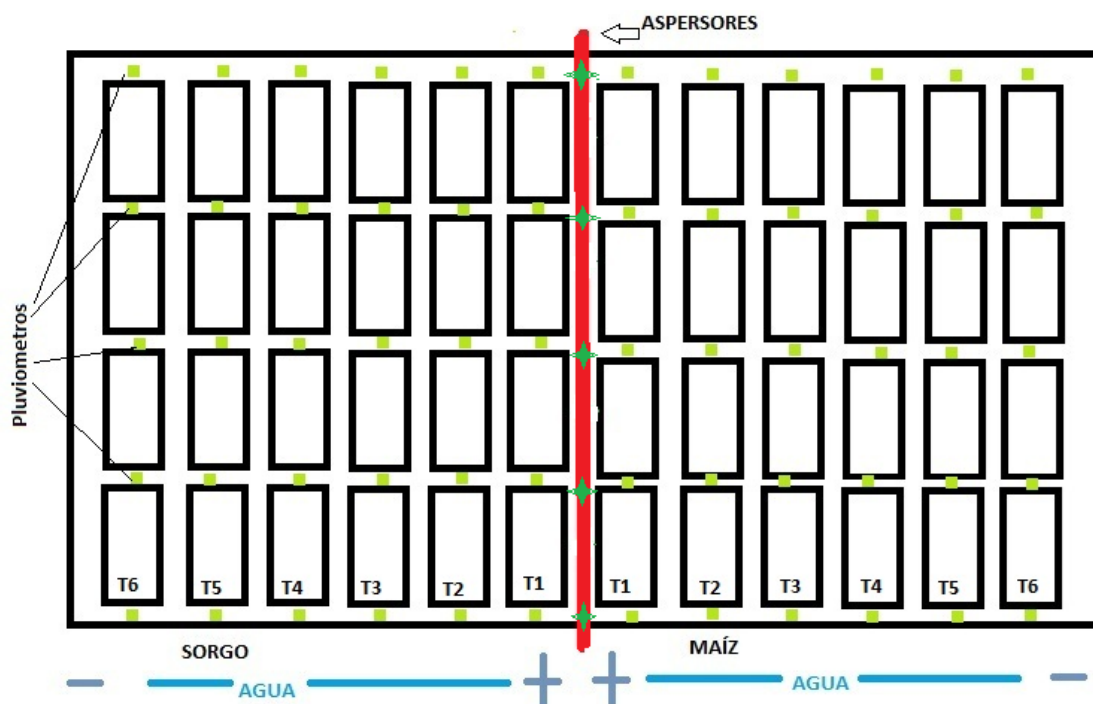 ASPERSORES
Pluviometros
T6 T5 T4 T3 T2 T1 T1 T2 T3 T4 T5 T6
SORGO MAÍZ
AGUA AGUA